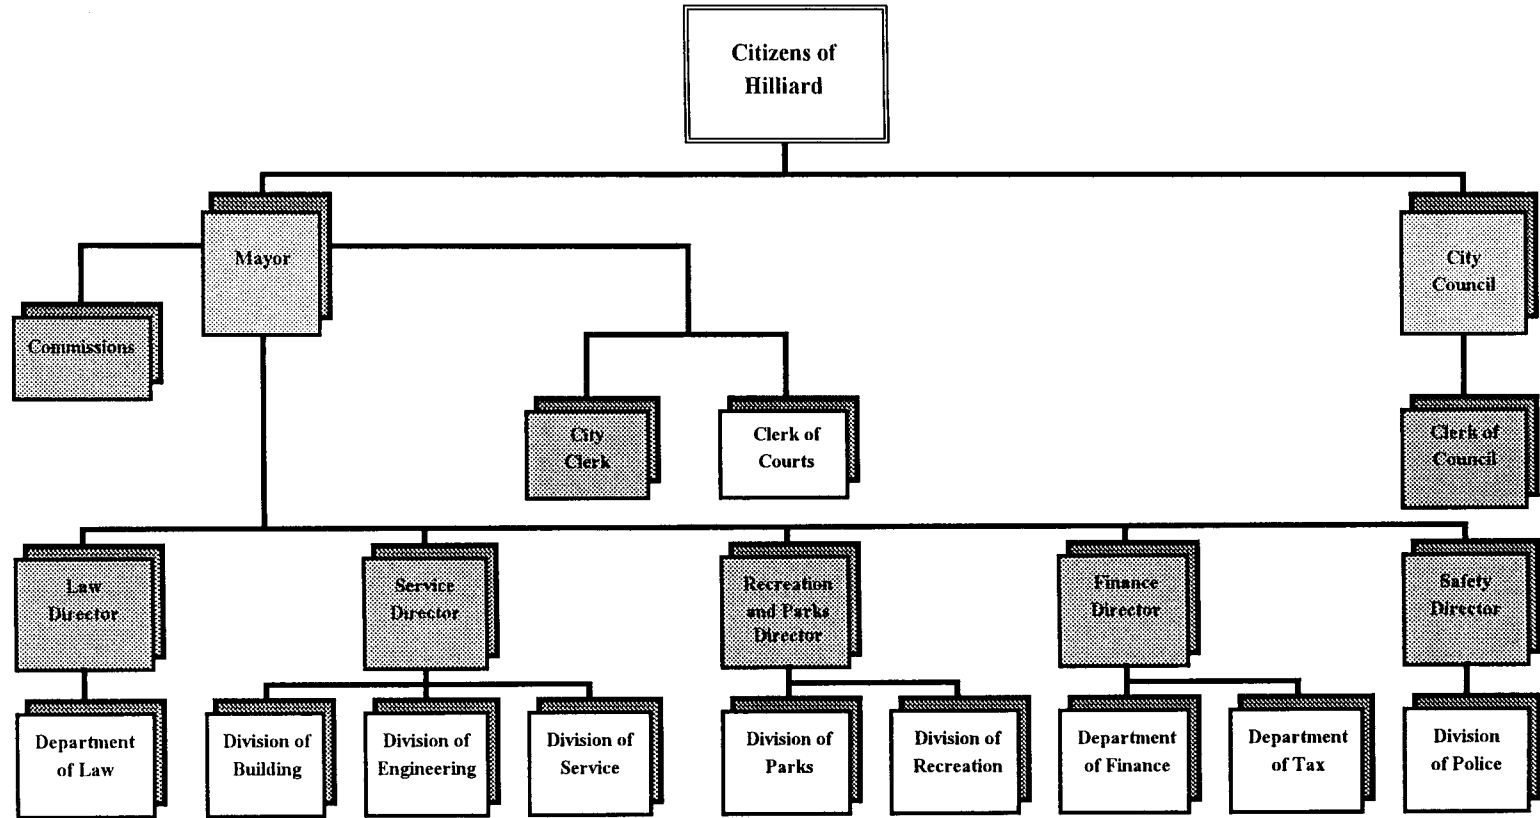 Citizens of
Hilliard
Mayor
City
Council
Commissions
City
Clerk
Clerk of
Courts
Clerk of
Council
Law
Director
Service
Director
Recreation
and Parks
Director
Finance
Director
Safety
Director
Department
of Law
Division of
Building
Division of
Engineering
Division of
Service
Division of
Parks
Division of
Recreation
Department
of Finance
Department
of Tax
Division
of Police